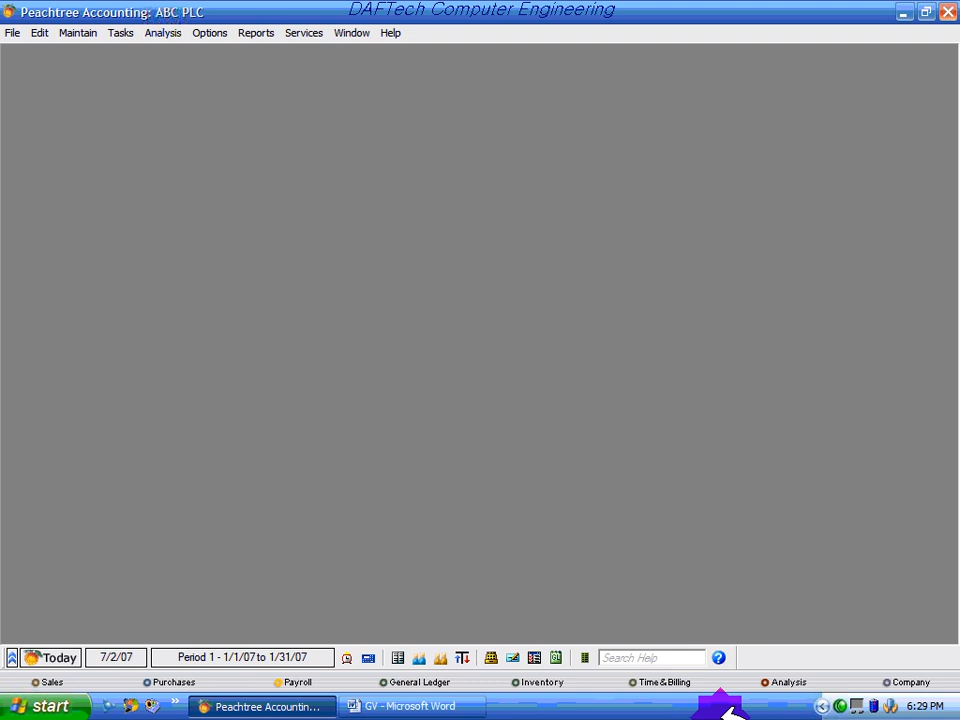 Peachtree Accounting: ABC PLC
DAFTech Computer Engineering
File Edit Maintain Tasks Analysis Options Reports Services Window Help
Today 7/2/07 Period 1 - 1/1/07 to 1/31/07 Search Help
Sales Purchases Payroll General Ledger Inventory Time & Billing Analysis Company
start Peachtree Accountin... GV - Microsoft Word 6:29 PM